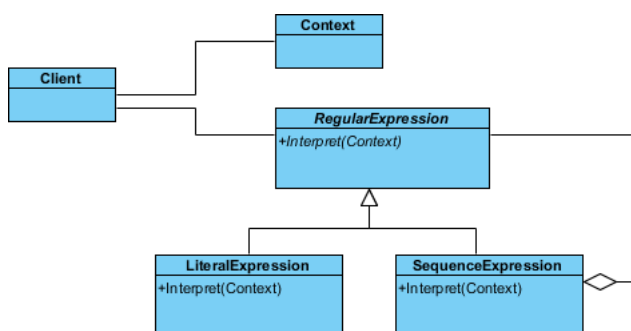 Context
Client
RegularExpression
+Interpret(Context)
LiteralExpression
+Interpret(Context)
SequenceExpression
+Interpret(Context)